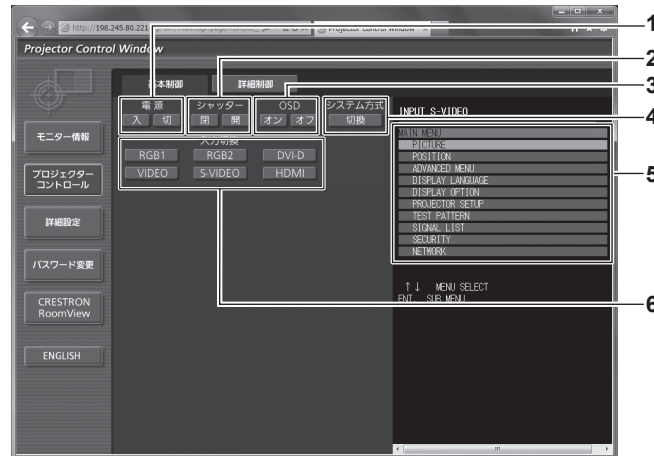 http://198.245.80.221
Projector Control Window
Projector Control Window
基本制御
詳細制御
電源
シャッター
OSD
システム方式
入
切
閉
開
オン
オフ
切換
入力切換
RGB1
RGB2
DVI-D
VIDEO
S-VIDEO
HDMI
モニター情報
プロジェクター
コントロール
詳細設定
パスワード変更
CRESTRON
RoomView
ENGLISH
INPUT S-VIDEO
MAIN MENU
PICTURE
POSITION
ADVANCED MENU
DISPLAY LANGUAGE
DISPLAY OPTION
PROJECTOR SETUP
TEST PATTERN
SIGNAL LIST
SECURITY
NETWORK
↑↓ MENU SELECT
ENT. SUB MENU
1
2
3
4
5
6